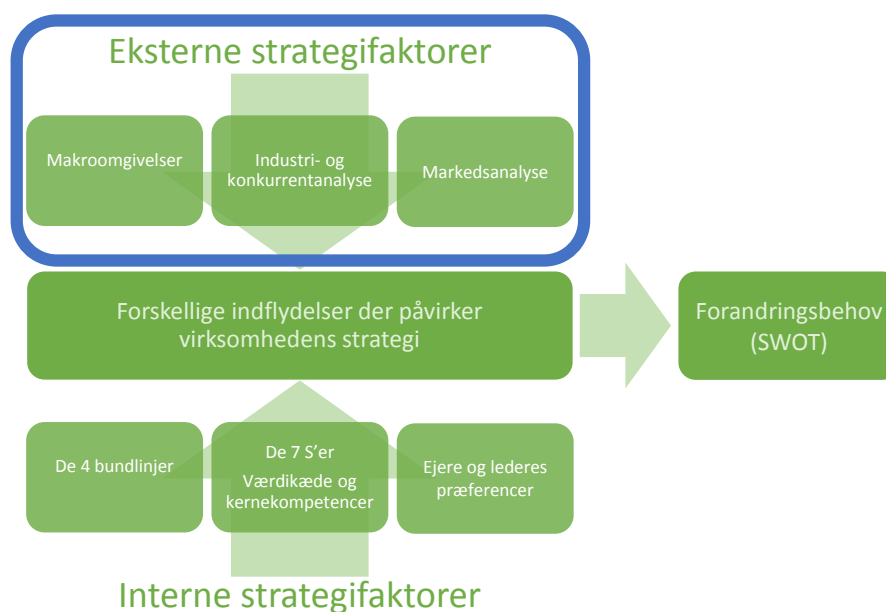 Eksterne strategifaktorer
Makroomgivelser
Industri- og
konkurrentanalyse
Markedsanalyse
Forskellige indflydelser der påvirker
virksomhedens strategi
Forandringsbehov
(SWOT)
De 4 bundlinjer
De 7 S'er
Værdikæde og
kernekompetencer
Ejere og lederes
præferencer
Interne strategifaktorer